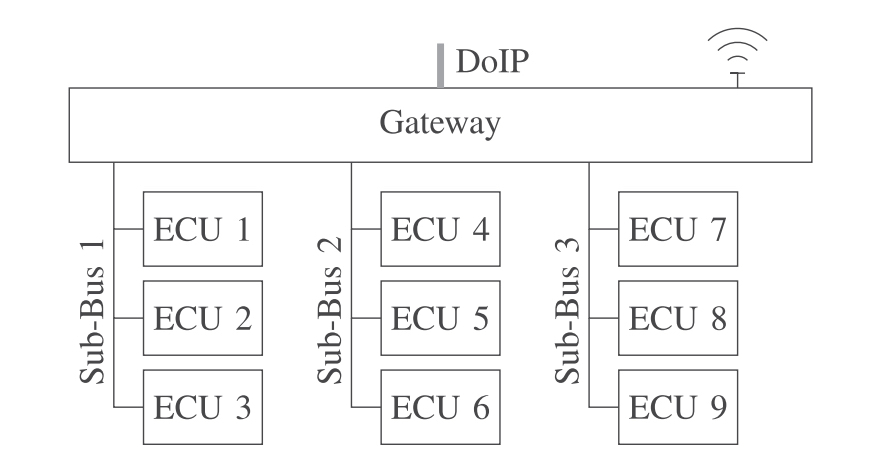 DoIP
Gateway
Sub-Bus 1
ECU 1
ECU 2
ECU 3
Sub-Bus 2
ECU 4
ECU 5
ECU 6
Sub-Bus 3
ECU 7
ECU 8
ECU 9